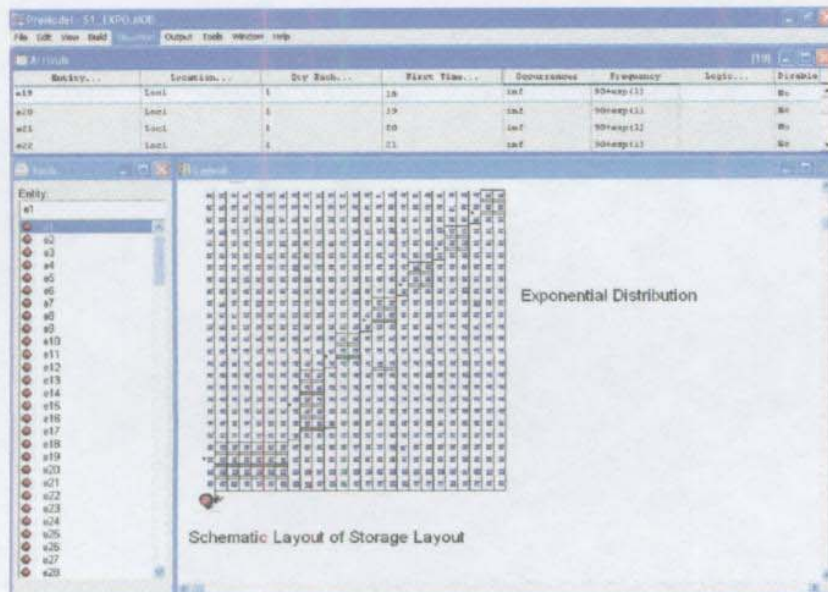 ProModel - S1_EXPO.MOD
File Edit View Build Simulation Output Tools Window Help
Arrivals [19]
Entity... Location... Qty Each... First Time... Occurrences Frequency Logic... Disable
e19 Loc1 1 18 inf 90+exp(1) No
e20 Loc1 1 19 inf 90+exp(1) No
e21 Loc1 1 20 inf 90+exp(1) No
e22 Loc1 1 21 inf 90+exp(1) No
Tools Layout
Entity:
e1
e1
e2
e3
e4
e5
e6
e7
e8
e9
e10
e11
e12
e13
e14
e15
e16
e17
e18
e19
e20
e21
e22
e23
e24
e25
e26
e27
e28
Exponential Distribution
Schematic Layout of Storage Layout